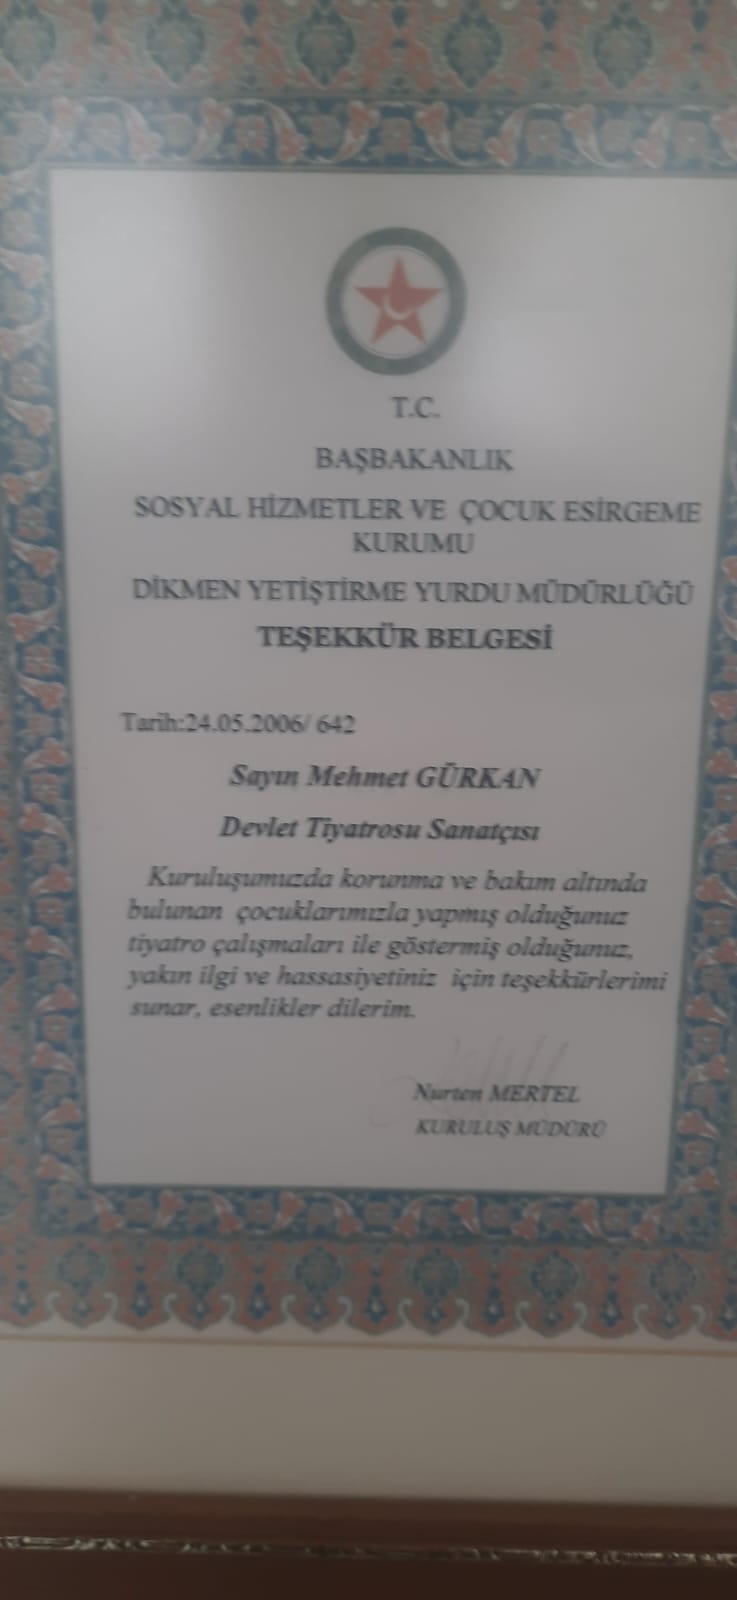 T.C.
BAŞBAKANLIK
SOSYAL HİZMETLER VE ÇOCUK ESİRGEME
KURUMU
DİKMEN YETİŞTİRME YURDU MÜDÜRLÜĞÜ
TEŞEKKÜR BELGESİ
Tarih:24.05.2006/ 642
Sayın Mehmet GÜRKAN
Devlet Tiyatrosu Sanatçısı
Kuruluşumuzda korunma ve bakım altında
bulunan çocuklarımızla yapmış olduğunuz
tiyatro çalışmaları ile göstermiş olduğunuz,
yakın ilgi ve hassasiyetiniz için teşekkürlerimi
sunar, esenlikler dilerim.
Nurten MERTEL
KURULUŞ MÜDÜRÜ